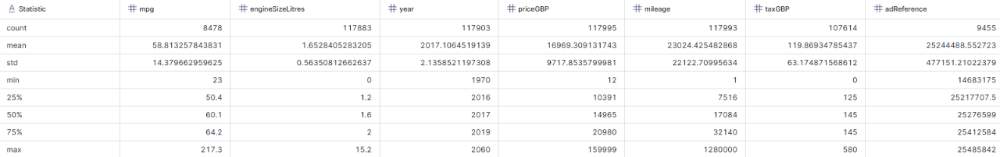 Statistic mpg engineSizeLitres year priceGBP mileage taxGBP adReference
count 8478 117883 117903 117995 117993 107614 9455
mean 58.813257843831 1.6528405283205 2017.1064519139 16969.309131743 23024.425482868 119.86934785437 25244488.552723
std 14.379662959625 0.56350812662637 2.1358521197308 9717.8535799981 22122.70995634 63.174871568612 477151.21022379
min 23 0 1970 12 1 0 14683175
25% 50.4 1.2 2016 10391 7516 125 25217707.5
50% 60.1 1.6 2017 14965 17084 145 25276599
75% 64.2 2 2019 20980 32140 145 25412584
max 217.3 15.2 2060 159999 1280000 580 25485842